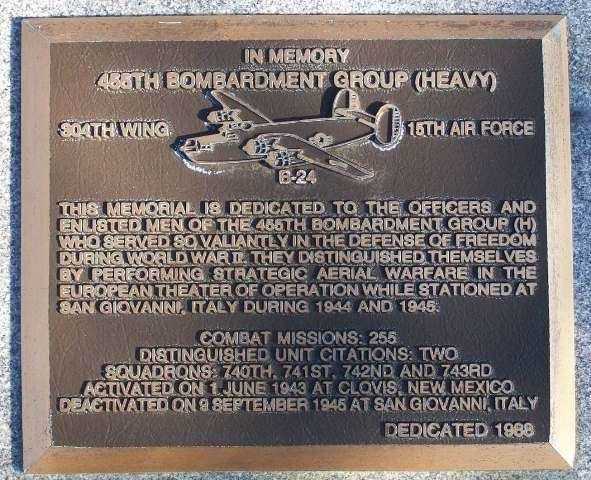 IN MEMORY
455TH BOMBARDMENT GROUP (HEAVY)
304TH WING 15TH AIR FORCE
B-24
THIS MEMORIAL IS DEDICATED TO THE OFFICERS AND
ENLISTED MEN OF THE 455TH BOMBARDMENT GROUP (H)
WHO SERVED SO VALIANTLY IN THE DEFENSE OF FREEDOM
DURING WORLD WAR II. THEY DISTINGUISHED THEMSELVES
BY PERFORMING STRATEGIC AERIAL WARFARE IN THE
EUROPEAN THEATER OF OPERATION WHILE STATIONED AT
SAN GIOVANNI, ITALY DURING 1944 AND 1945.
COMBAT MISSIONS: 255
DISTINGUISHED UNIT CITATIONS: TWO
SQUADRONS: 740TH, 741ST, 742ND AND 743RD
ACTIVATED ON 1 JUNE 1943 AT CLOVIS, NEW MEXICO
DEACTIVATED ON 9 SEPTEMBER 1945 AT SAN GIOVANNI, ITALY
DEDICATED 1988